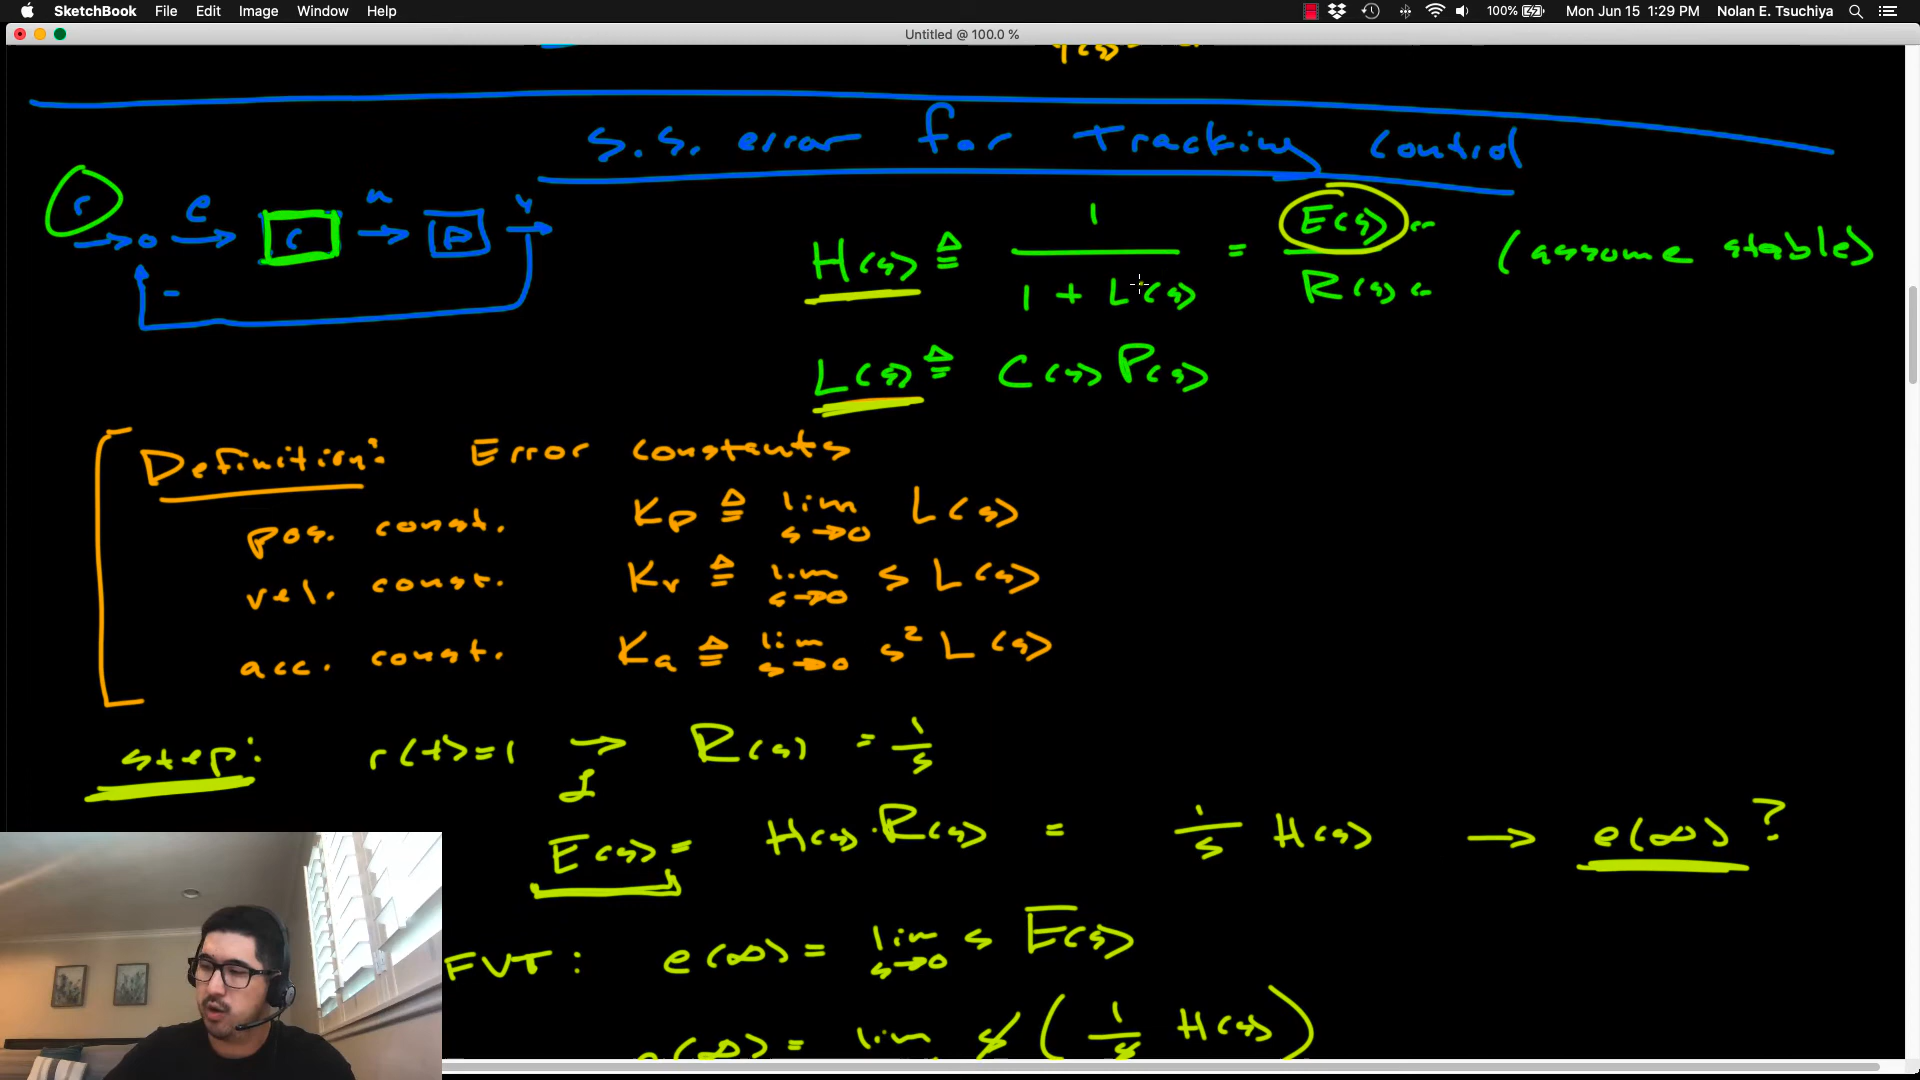 SketchBook File Edit Image Window Help 100% Mon Jun 15 1:29 PM Nolan E. Tsuchiya
Untitled @ 100.0 %
s.s. error for tracking control
r e C u P y
-
H(s) ≜ 1 / (1 + L(s)) = E(s) / R(s) (assume stable)
L(s) ≜ C(s) P(s)
Definition: Error constants
pos. const. Kp ≜ lim s→0 L(s)
vel. const. Kv ≜ lim s→0 s L(s)
acc. const. Ka ≜ lim s→0 s² L(s)
step: r(t)=1 → ℒ R(s) = 1/s
E(s) = H(s)·R(s) = 1/s H(s) → e(∞)?
FVT: e(∞) = lim s→0 s E(s)
e(∞) = lim s (1/s H(s))